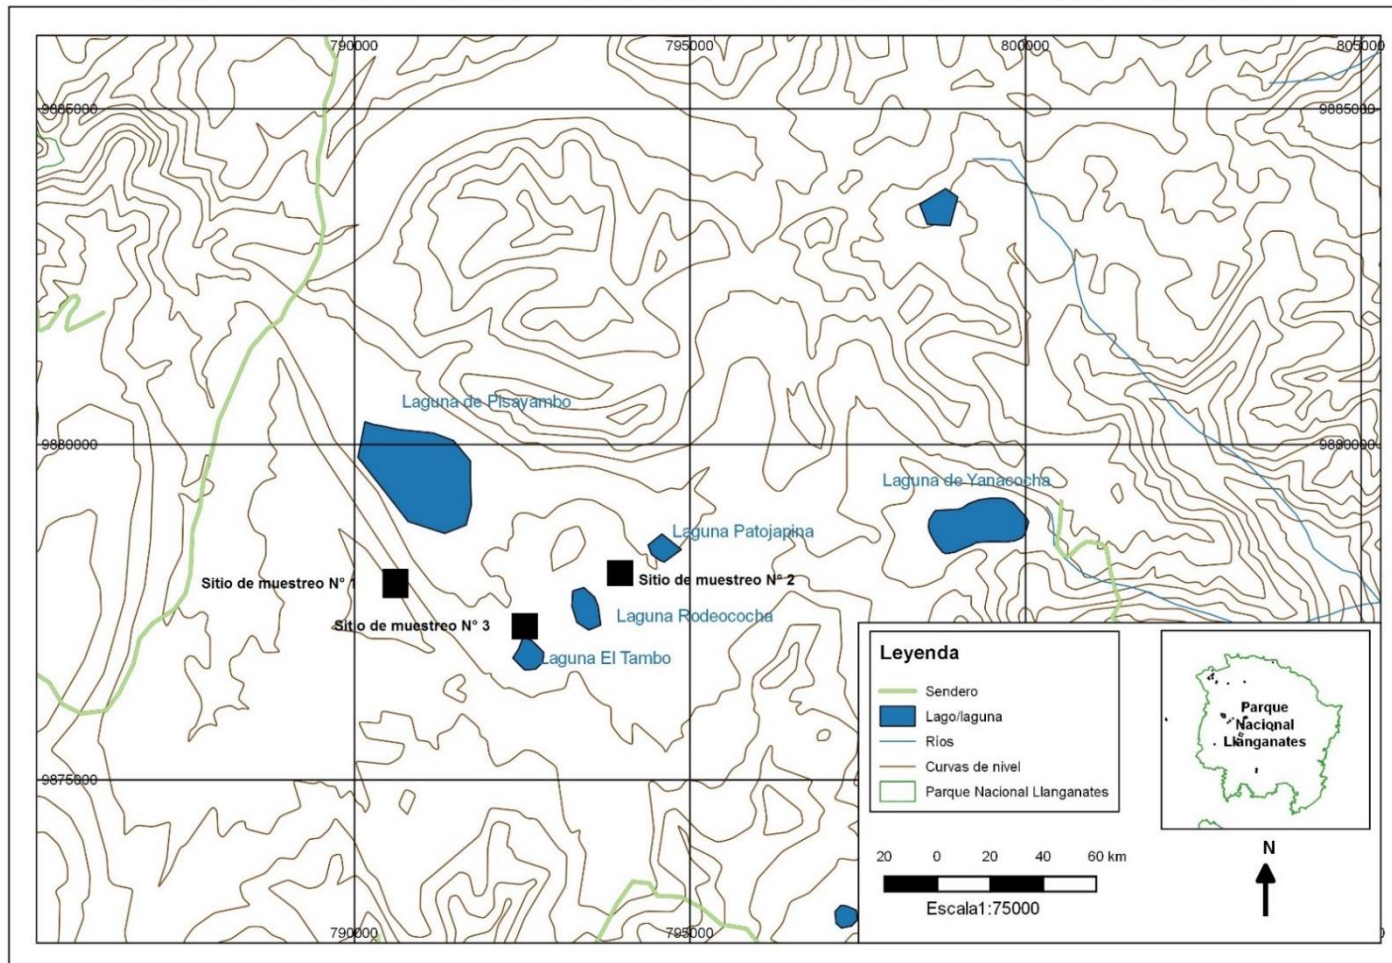 790000
795000
800000
805000
9885000
9885000
Laguna de Pisayambo
9880000
9880000
Laguna de Yanacocha
Laguna Patojapina
Sitio de muestreo N° 1
Sitio de muestreo N° 2
Laguna Rodeococha
Sitio de muestreo N° 3
Laguna El Tambo
9875000
790000
795000
Leyenda
Sendero
Lago/laguna
Ríos
Curvas de nivel
Parque Nacional Llanganates
Parque
Nacional
Llanganates
20 0 20 40 60 km
Escala1:75000
N